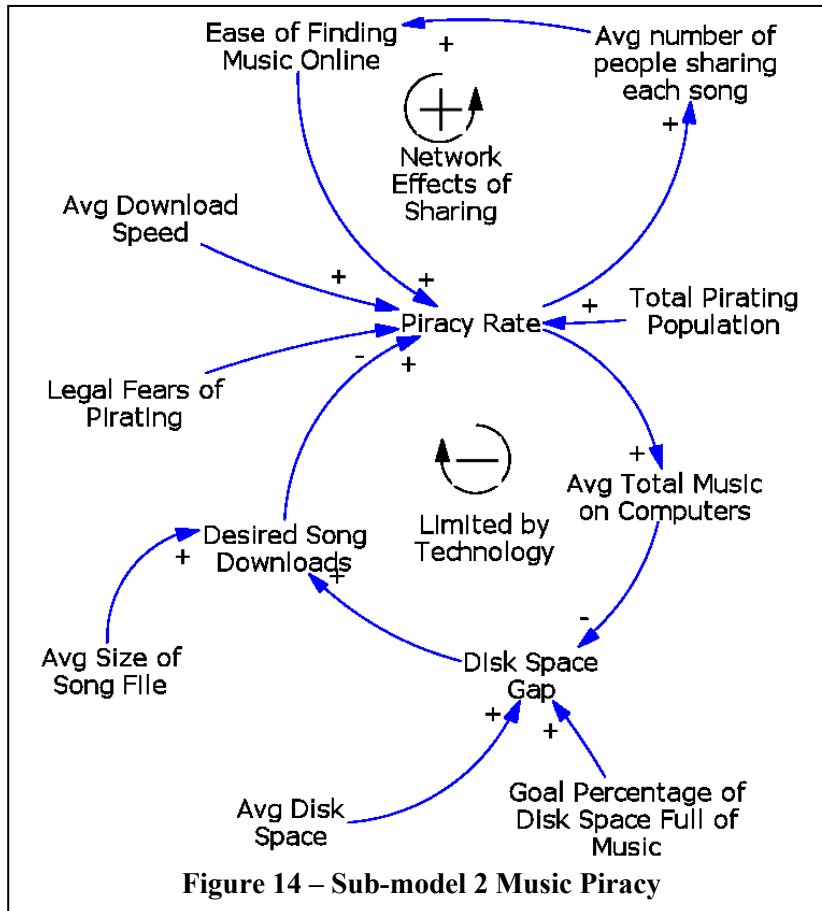 Ease of Finding
Music Online
+
Avg number of
people sharing
each song
+
+
Network
Effects of
Sharing
Avg Download
Speed
+
+
Piracy Rate
+
Total Pirating
Population
Legal Fears of
Pirating
-
+
+
Avg Total Music
on Computers
-
Limited by
Technology
Desired Song
Downloads
+
+
Avg Size of
Song File
-
Disk Space
Gap
+
+
Avg Disk
Space
Goal Percentage of
Disk Space Full of
Music
Figure 14 – Sub-model 2 Music Piracy